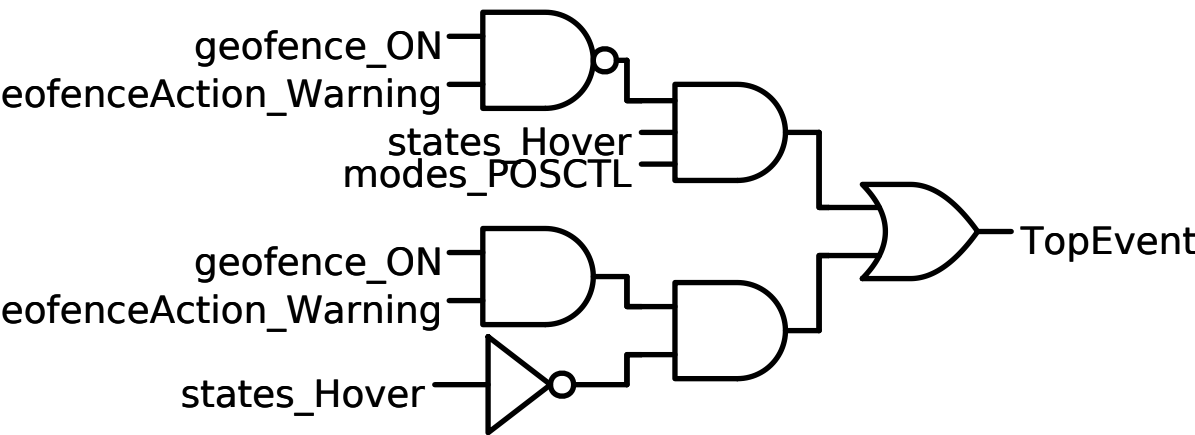 geofence_ON
eofenceAction_Warning
states_Hover
modes_POSCTL
TopEvent
geofence_ON
eofenceAction_Warning
states_Hover